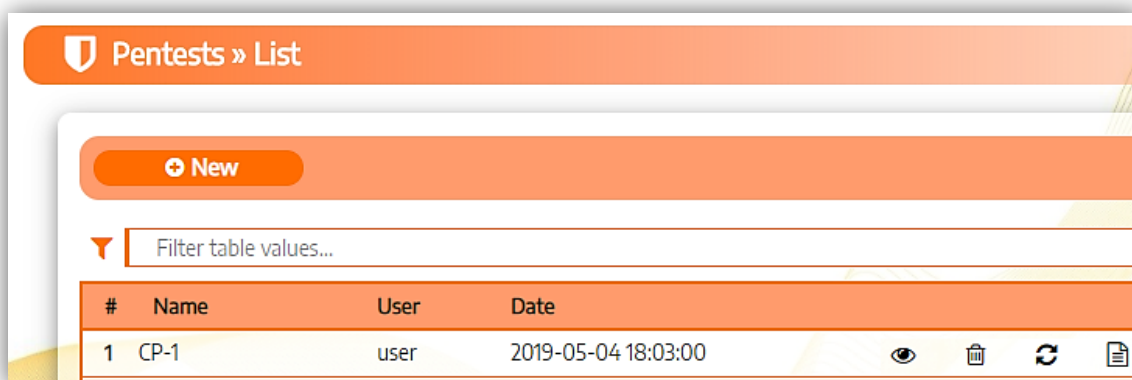 Pentests » List
New
Filter table values...
# Name User Date
1 CP-1 user 2019-05-04 18:03:00